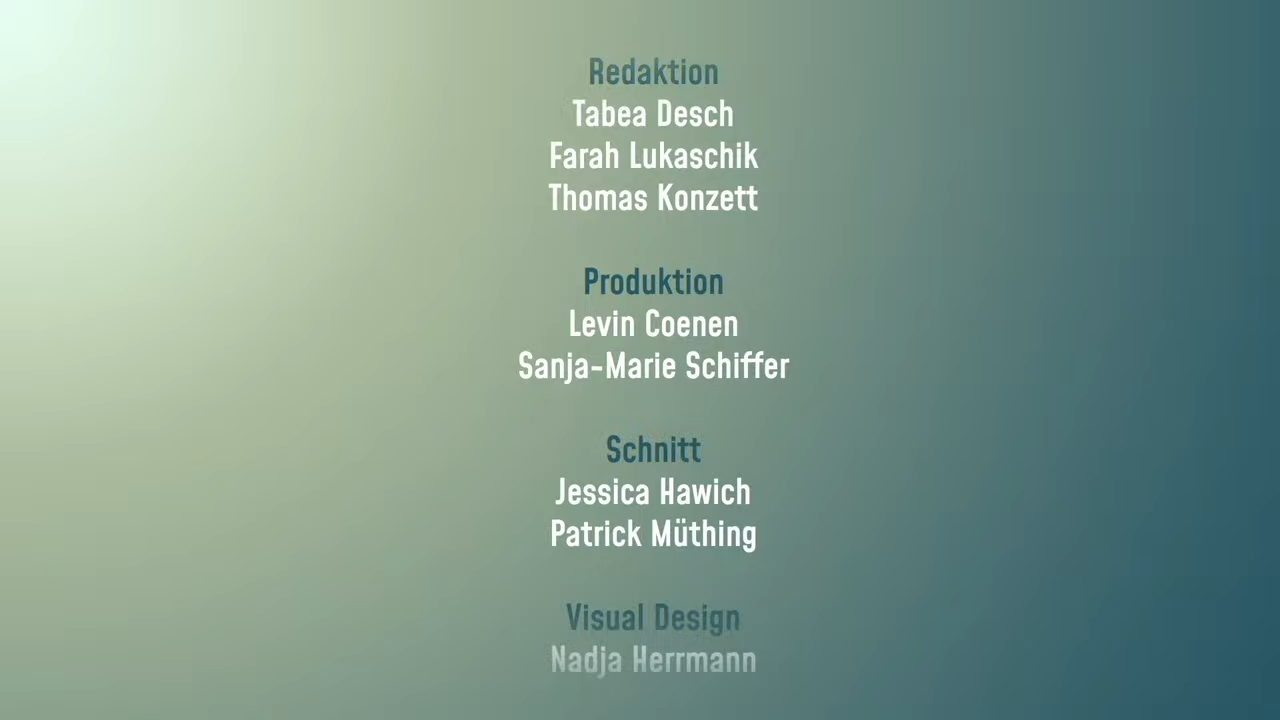 Redaktion
Tabea Desch
Farah Lukaschik
Thomas Konzett
Produktion
Levin Coenen
Sanja-Marie Schiffer
Schnitt
Jessica Hawich
Patrick Müthing
Visual Design
Nadja Herrmann